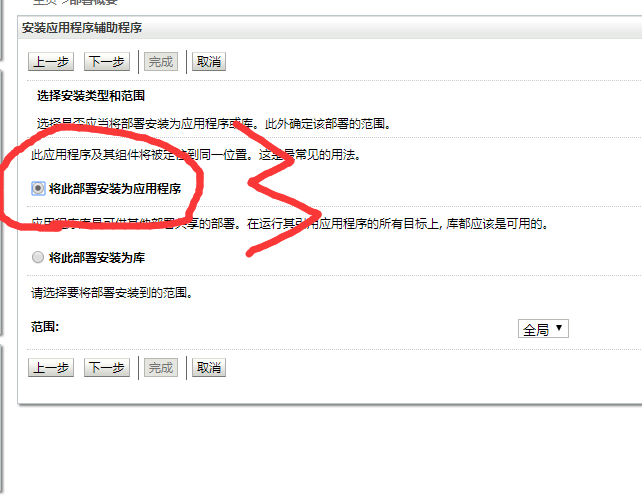 主页 >部署概要
安装应用程序辅助程序
上一步 下一步 完成 取消
选择安装类型和范围
选择是否应当将部署安装为应用程序或库。此外确定该部署的范围。
此应用程序及其组件将被定位到同一位置。这是最常见的用法。
将此部署安装为应用程序
应用程序库是可供其他部署共享的部署。在运行其引用应用程序的所有目标上, 库都应该是可用的。
将此部署安装为库
请选择要将部署安装到的范围。
范围: 全局
上一步 下一步 完成 取消